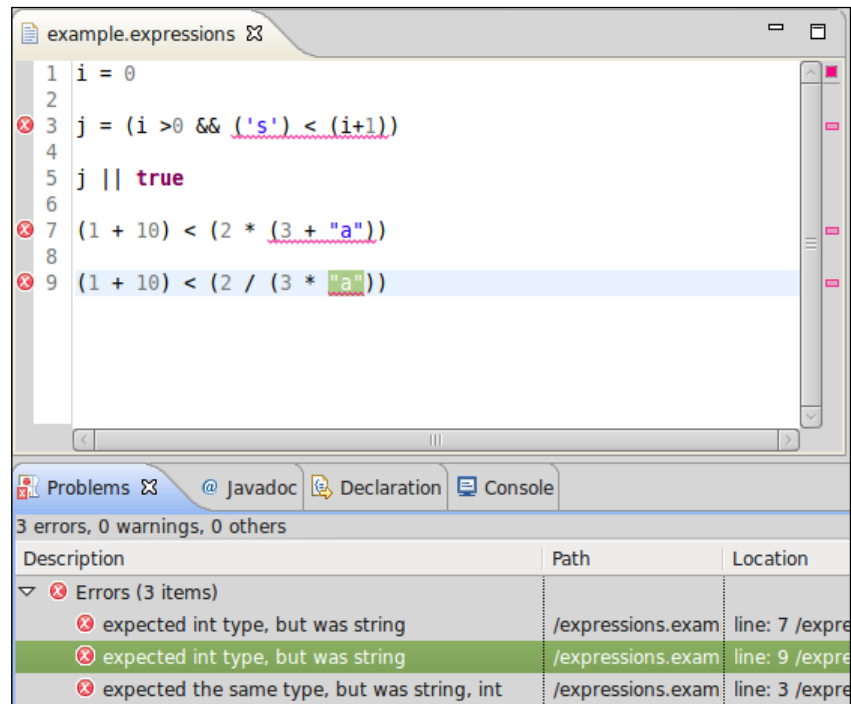 example.expressions
1 i = 0
2
3 j = (i >0 && ('s') < (i+1))
4
5 j || true
6
7 (1 + 10) < (2 * (3 + "a"))
8
9 (1 + 10) < (2 / (3 * "a"))
Problems @ Javadoc Declaration Console
3 errors, 0 warnings, 0 others
Description Path Location
Errors (3 items)
expected int type, but was string /expressions.exam line: 7 /expre
expected int type, but was string /expressions.exam line: 9 /expre
expected the same type, but was string, int /expressions.exam line: 3 /expre